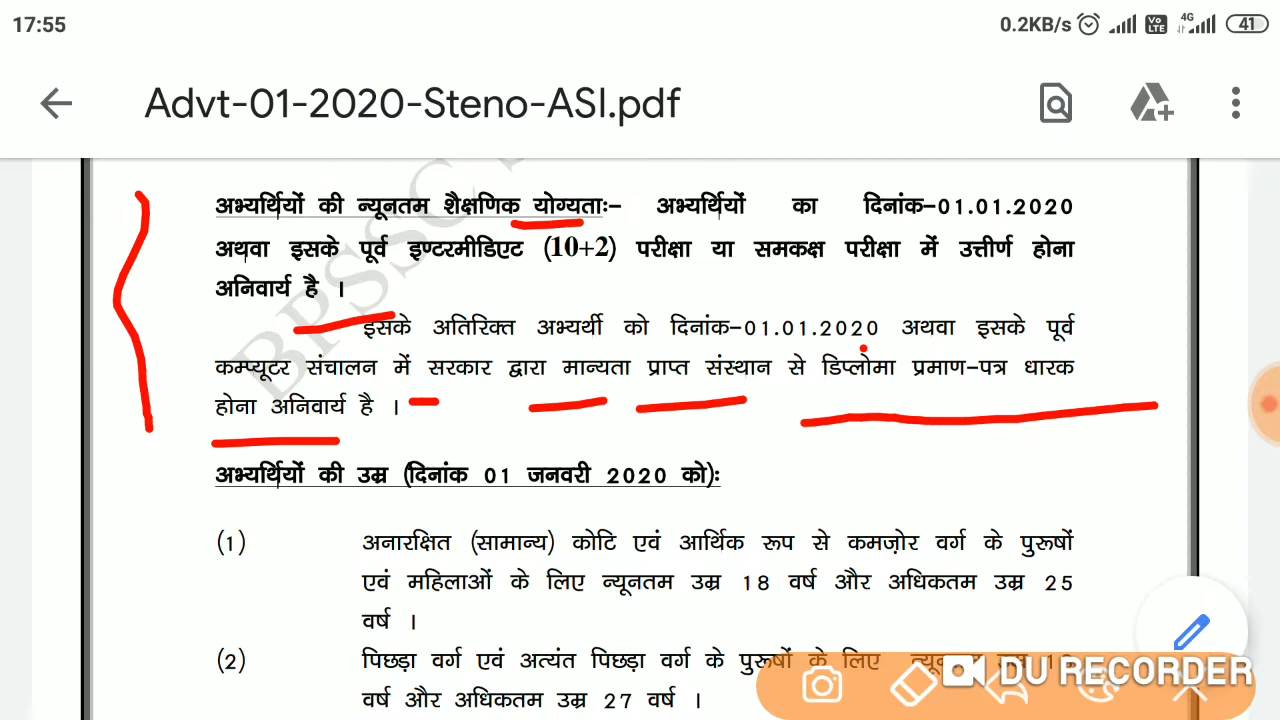 17:55 0.2KB/s Vo LTE 4G 41
Advt-01-2020-Steno-ASI.pdf
BPSSC
अभ्यर्थियों की न्यूनतम शैक्षणिक योग्यताः- अभ्यर्थियों का दिनांक-01.01.2020
अथवा इसके पूर्व इण्टरमीडिएट (10+2) परीक्षा या समकक्ष परीक्षा में उत्तीर्ण होना
अनिवार्य है ।
इसके अतिरिक्त अभ्यर्थी को दिनांक-01.01.2020 अथवा इसके पूर्व
कम्प्यूटर संचालन में सरकार द्वारा मान्यता प्राप्त संस्थान से डिप्लोमा प्रमाण-पत्र धारक
होना अनिवार्य है ।
अभ्यर्थियों की उम्र (दिनांक 01 जनवरी 2020 को):
(1) अनारक्षित (सामान्य) कोटि एवं आर्थिक रूप से कमज़ोर वर्ग के पुरूषों
एवं महिलाओं के लिए न्यूनतम उम्र 18 वर्ष और अधिकतम उम्र 25
वर्ष ।
(2) पिछड़ा वर्ग एवं अत्यंत पिछड़ा वर्ग के पुरूषों के लिए
वर्ष और अधिकतम उम्र 27 वर्ष ।
DU RECORDER